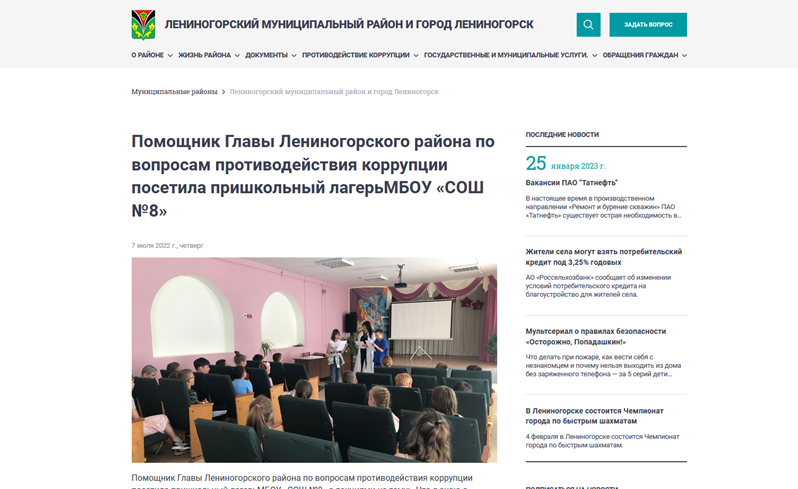 ЛЕНИНОГОРСКИЙ МУНИЦИПАЛЬНЫЙ РАЙОН И ГОРОД ЛЕНИНОГОРСК
ЗАДАТЬ ВОПРОС
О РАЙОНЕ ЖИЗНЬ РАЙОНА ДОКУМЕНТЫ ПРОТИВОДЕЙСТВИЕ КОРРУПЦИИ ГОСУДАРСТВЕННЫЕ И МУНИЦИПАЛЬНЫЕ УСЛУГИ. ОБРАЩЕНИЯ ГРАЖДАН
Муниципальные районы > Лениногорский муниципальный район и город Лениногорск
Помощник Главы Лениногорского района по
вопросам противодействия коррупции
посетила пришкольный лагерьМБОУ «СОШ
№8»
7 июля 2022 г., четверг
Помощник Главы Лениногорского района по вопросам противодействия коррупции
ПОСЛЕДНИЕ НОВОСТИ
25 января 2023 г.
Вакансии ПАО "Татнефть"
В настоящее время в производственном
направлении «Ремонт и бурение скважин» ПАО
«Татнефть» существует острая необходимость в...
Жители села могут взять потребительский
кредит под 3,25% годовых
АО «Россельхозбанк» сообщает об изменении
условий потребительского кредита на
благоустройство для жителей села.
Мультсериал о правилах безопасности
«Осторожно, Попадашкин!»
Что делать при пожаре, как вести себя с
незнакомцем и почему нельзя выходить из дома
без заряженного телефона — за 5 серий дети...
В Лениногорске состоится Чемпионат
города по быстрым шахматам
4 февраля в Лениногорске состоится Чемпионат
города по быстрым шахматам.